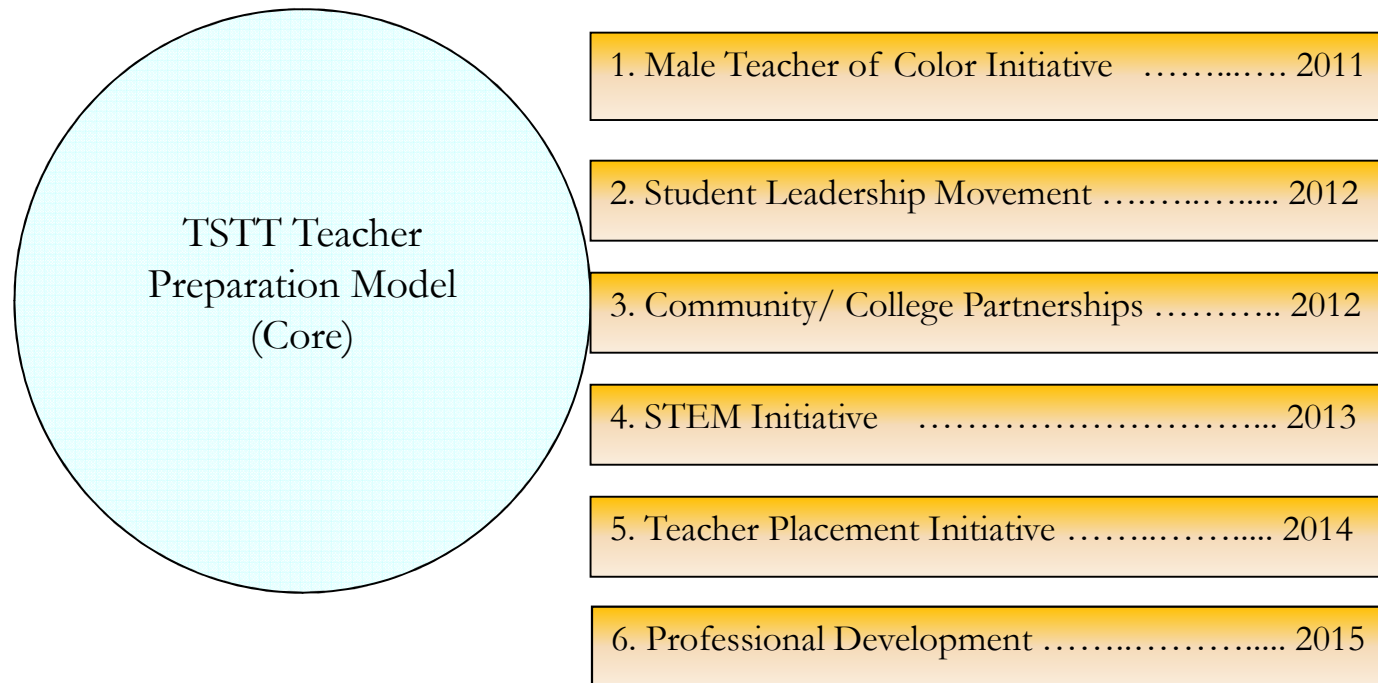 TSTT Teacher
Preparation Model
(Core)
1. Male Teacher of Color Initiative ……...…. 2011
2. Student Leadership Movement ….…..…..... 2012
3. Community/ College Partnerships ……….. 2012
4. STEM Initiative ………………………... 2013
5. Teacher Placement Initiative ……..……..... 2014
6. Professional Development ……..………..... 2015